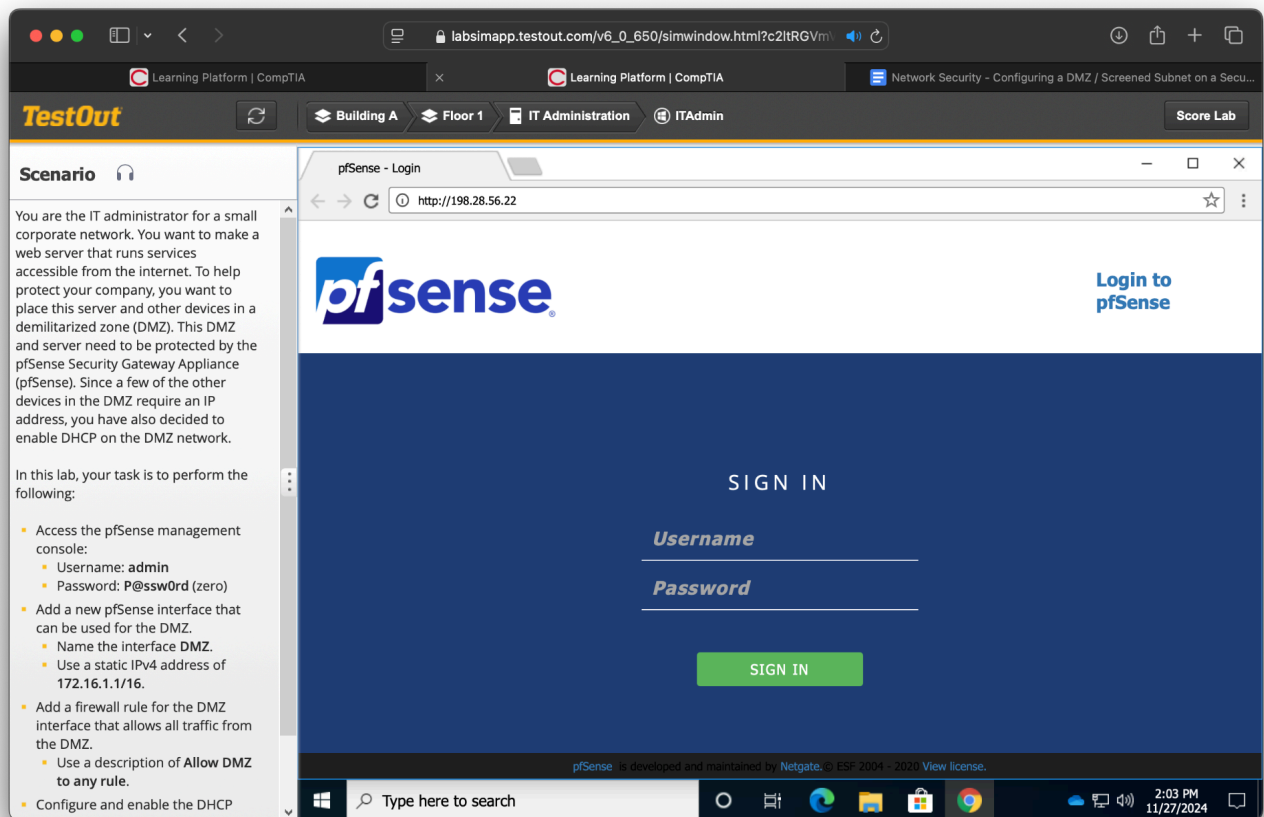 labsimapp.testout.com/v6_0_650/simwindow.html?c2ltRGVmV
Learning Platform | CompTIA
Learning Platform | CompTIA
Network Security - Configuring a DMZ / Screened Subnet on a Secu...
TestOut
Building A
Floor 1
IT Administration
ITAdmin
Score Lab
Scenario
You are the IT administrator for a small
corporate network. You want to make a
web server that runs services
accessible from the internet. To help
protect your company, you want to
place this server and other devices in a
demilitarized zone (DMZ). This DMZ
and server need to be protected by the
pfSense Security Gateway Appliance
(pfSense). Since a few of the other
devices in the DMZ require an IP
address, you have also decided to
enable DHCP on the DMZ network.
In this lab, your task is to perform the
following:
Access the pfSense management
console:
Username: admin
Password: P@ssw0rd (zero)
Add a new pfSense interface that
can be used for the DMZ.
Name the interface DMZ.
Use a static IPv4 address of
172.16.1.1/16.
Add a firewall rule for the DMZ
interface that allows all traffic from
the DMZ.
Use a description of Allow DMZ
to any rule.
Configure and enable the DHCP
pfSense - Login
http://198.28.56.22
pfsense®
Login to
pfSense
SIGN IN
Username
Password
SIGN IN
pfSense is developed and maintained by Netgate. © ESF 2004 - 2020 View license.
Type here to search
2:03 PM
11/27/2024